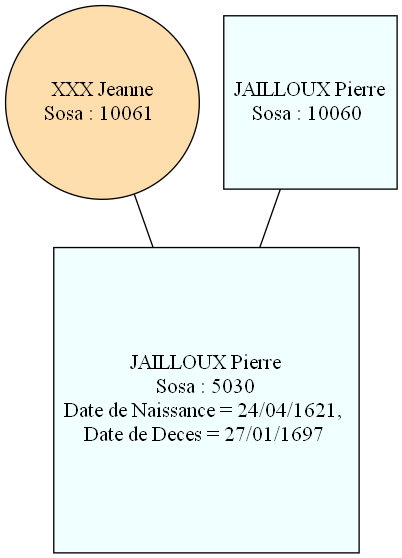 XXX Jeanne
Sosa : 10061
JAILLOUX Pierre
Sosa : 10060
JAILLOUX Pierre
Sosa : 5030
Date de Naissance = 24/04/1621,
Date de Deces = 27/01/1697